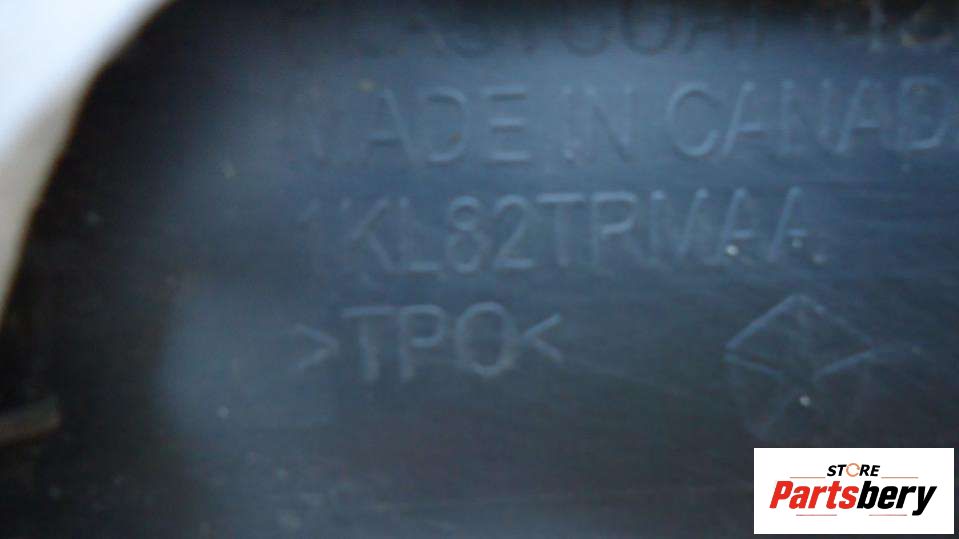 MADE IN CANADA
1KL82TRMAA
>TPO<
STORE
Partsbery